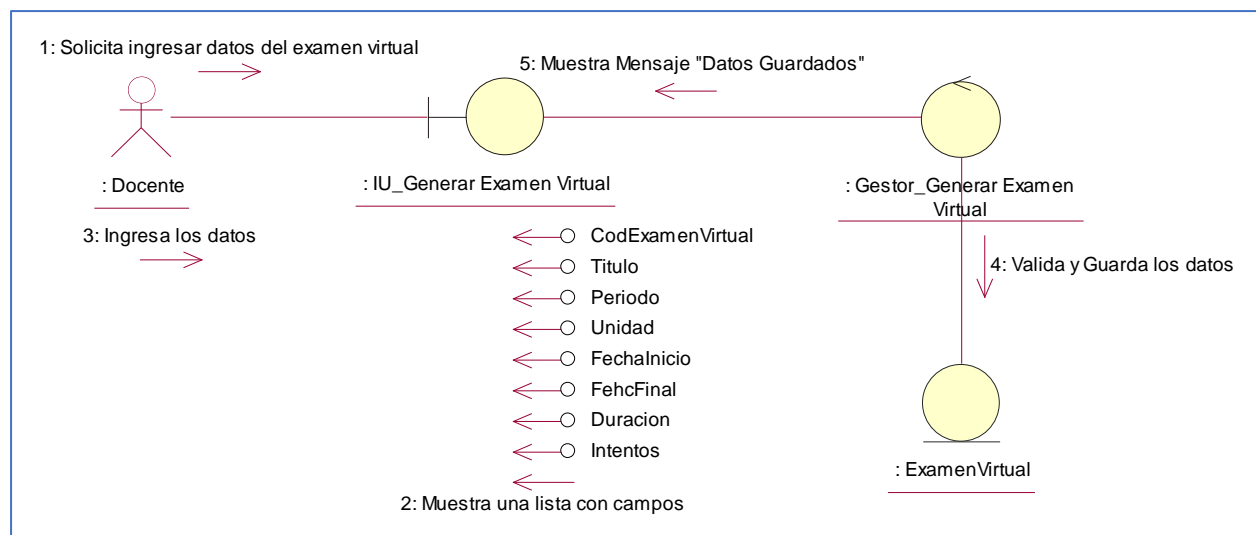 1: Solicita ingresar datos del examen virtual
5: Muestra Mensaje "Datos Guardados"
: Docente
: IU_Generar Examen Virtual
: Gestor_Generar Examen
Virtual
3: Ingresa los datos
CodExamenVirtual
Titulo
Periodo
Unidad
FechaInicio
FehcFinal
Duracion
Intentos
4: Valida y Guarda los datos
: ExamenVirtual
2: Muestra una lista con campos